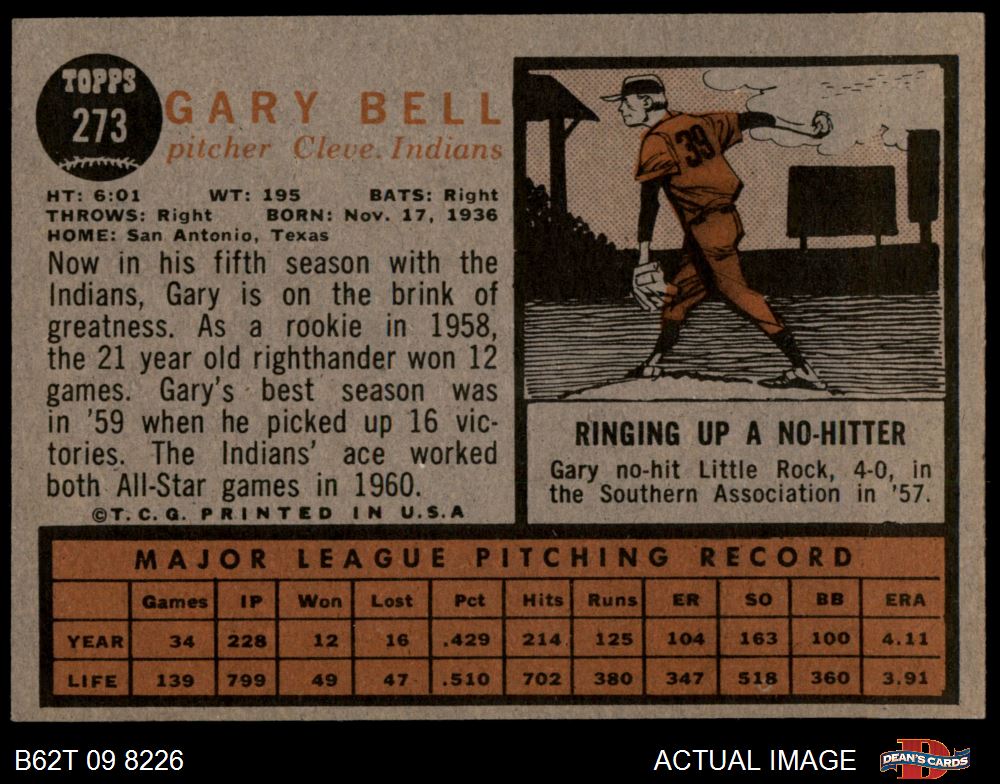 TOPPS
273
GARY BELL
pitcher Cleve. Indians
HT: 6:01 WT: 195 BATS: Right
THROWS: Right BORN: Nov. 17, 1936
HOME: San Antonio, Texas
Now in his fifth season with the
Indians, Gary is on the brink of
greatness. As a rookie in 1958,
the 21 year old righthander won 12
games. Gary's best season was
in '59 when he picked up 16 vic-
tories. The Indians' ace worked
both All-Star games in 1960.
©T.C.G. PRINTED IN U.S.A
39
RINGING UP A NO-HITTER
Gary no-hit Little Rock, 4-0, in
the Southern Association in '57.
MAJOR LEAGUE PITCHING RECORD
Games IP Won Lost Pct Hits Runs ER SO BB ERA
YEAR 34 228 12 16 .429 214 125 104 163 100 4.11
LIFE 139 799 49 47 .510 702 380 347 518 360 3.91
B62T 09 8226 ACTUAL IMAGE D DEAN'S CARDS